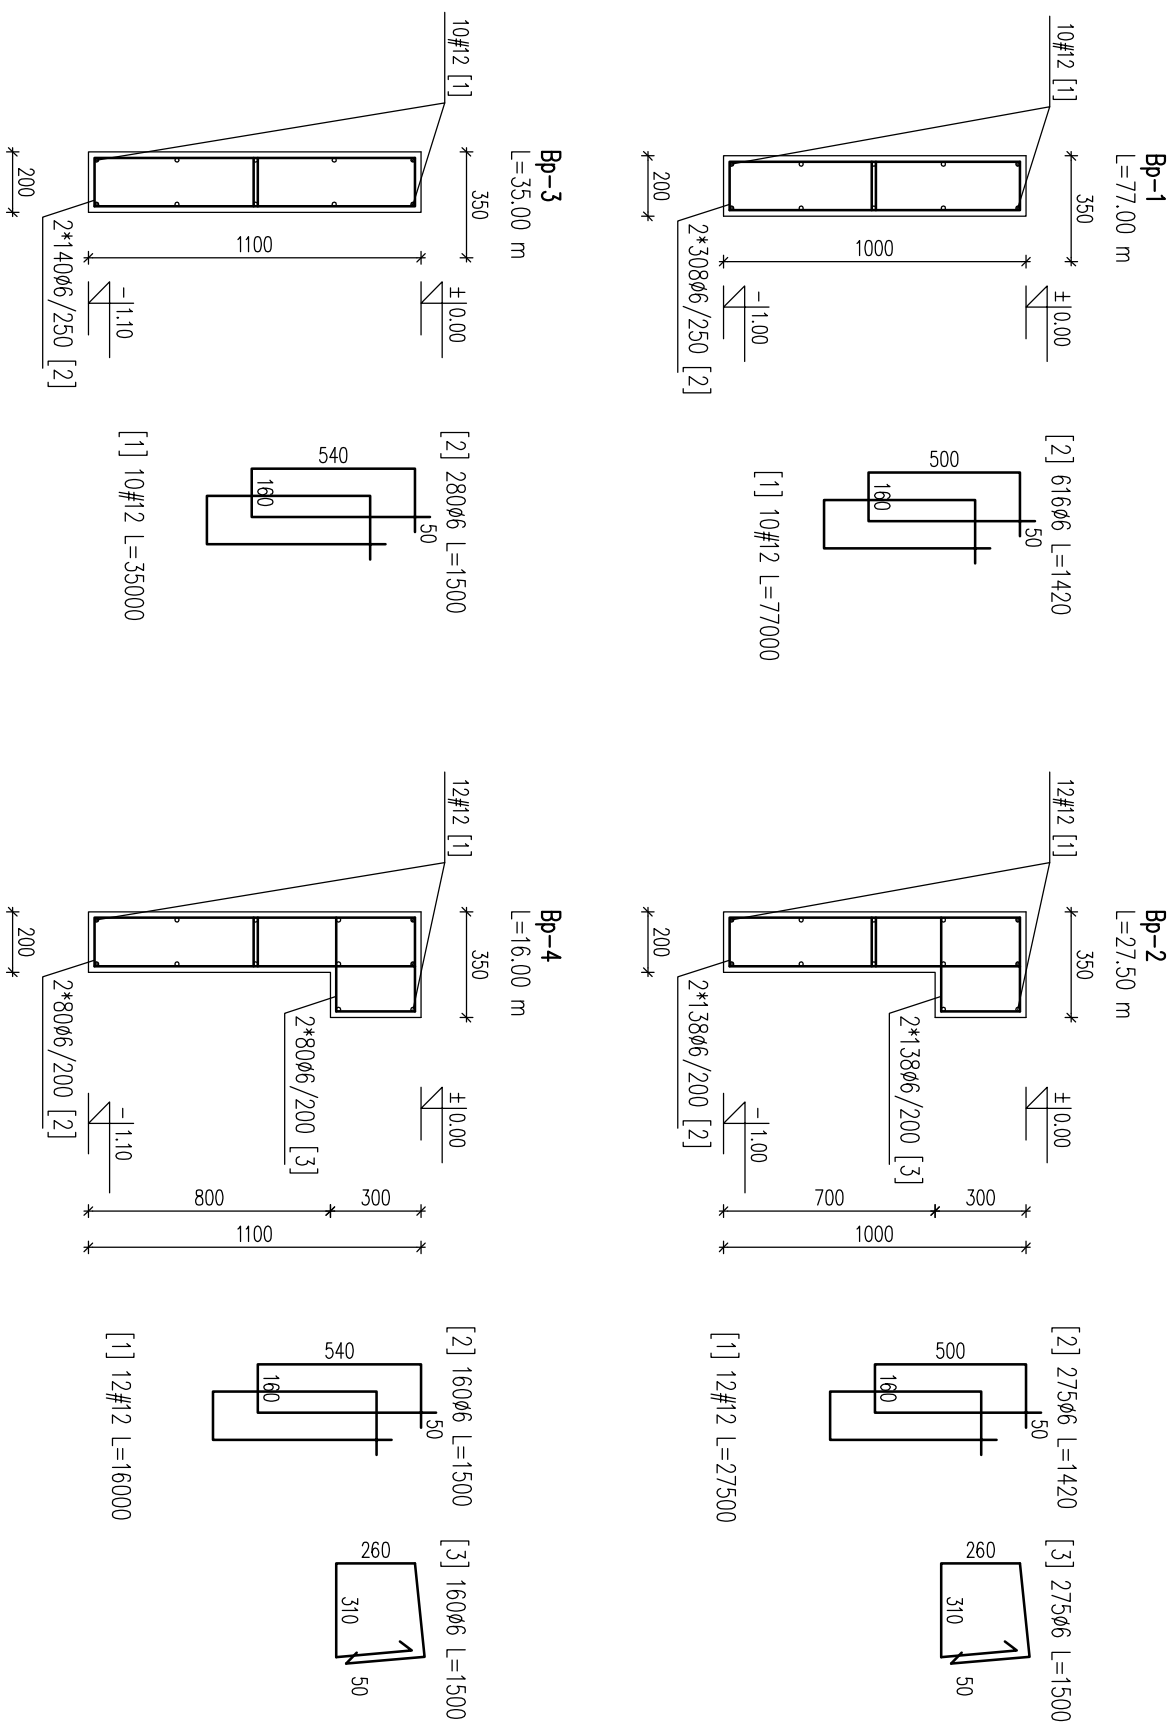 Bp-1
L=77.00 m
10#12 [1]
350
200
1000
2*308ø6/250 [2]
±0.00
-1.00
[2] 616ø6 L=1420
500
160
50
[1] 10#12 L=77000
Bp-2
L=27.50 m
12#12 [1]
350
200
2*138ø6/200 [3]
2*138ø6/200 [2]
±0.00
-1.00
700
300
1000
[2] 275ø6 L=1420
500
160
50
[1] 12#12 L=27500
[3] 275ø6 L=1500
260
310
50
Bp-3
L=35.00 m
10#12 [1]
350
200
1100
2*140ø6/250 [2]
±0.00
-1.10
[2] 280ø6 L=1500
540
160
50
[1] 10#12 L=35000
Bp-4
L=16.00 m
12#12 [1]
350
200
2*80ø6/200 [3]
2*80ø6/200 [2]
±0.00
-1.10
800
300
1100
[2] 160ø6 L=1500
540
160
50
[1] 12#12 L=16000
[3] 160ø6 L=1500
260
310
50